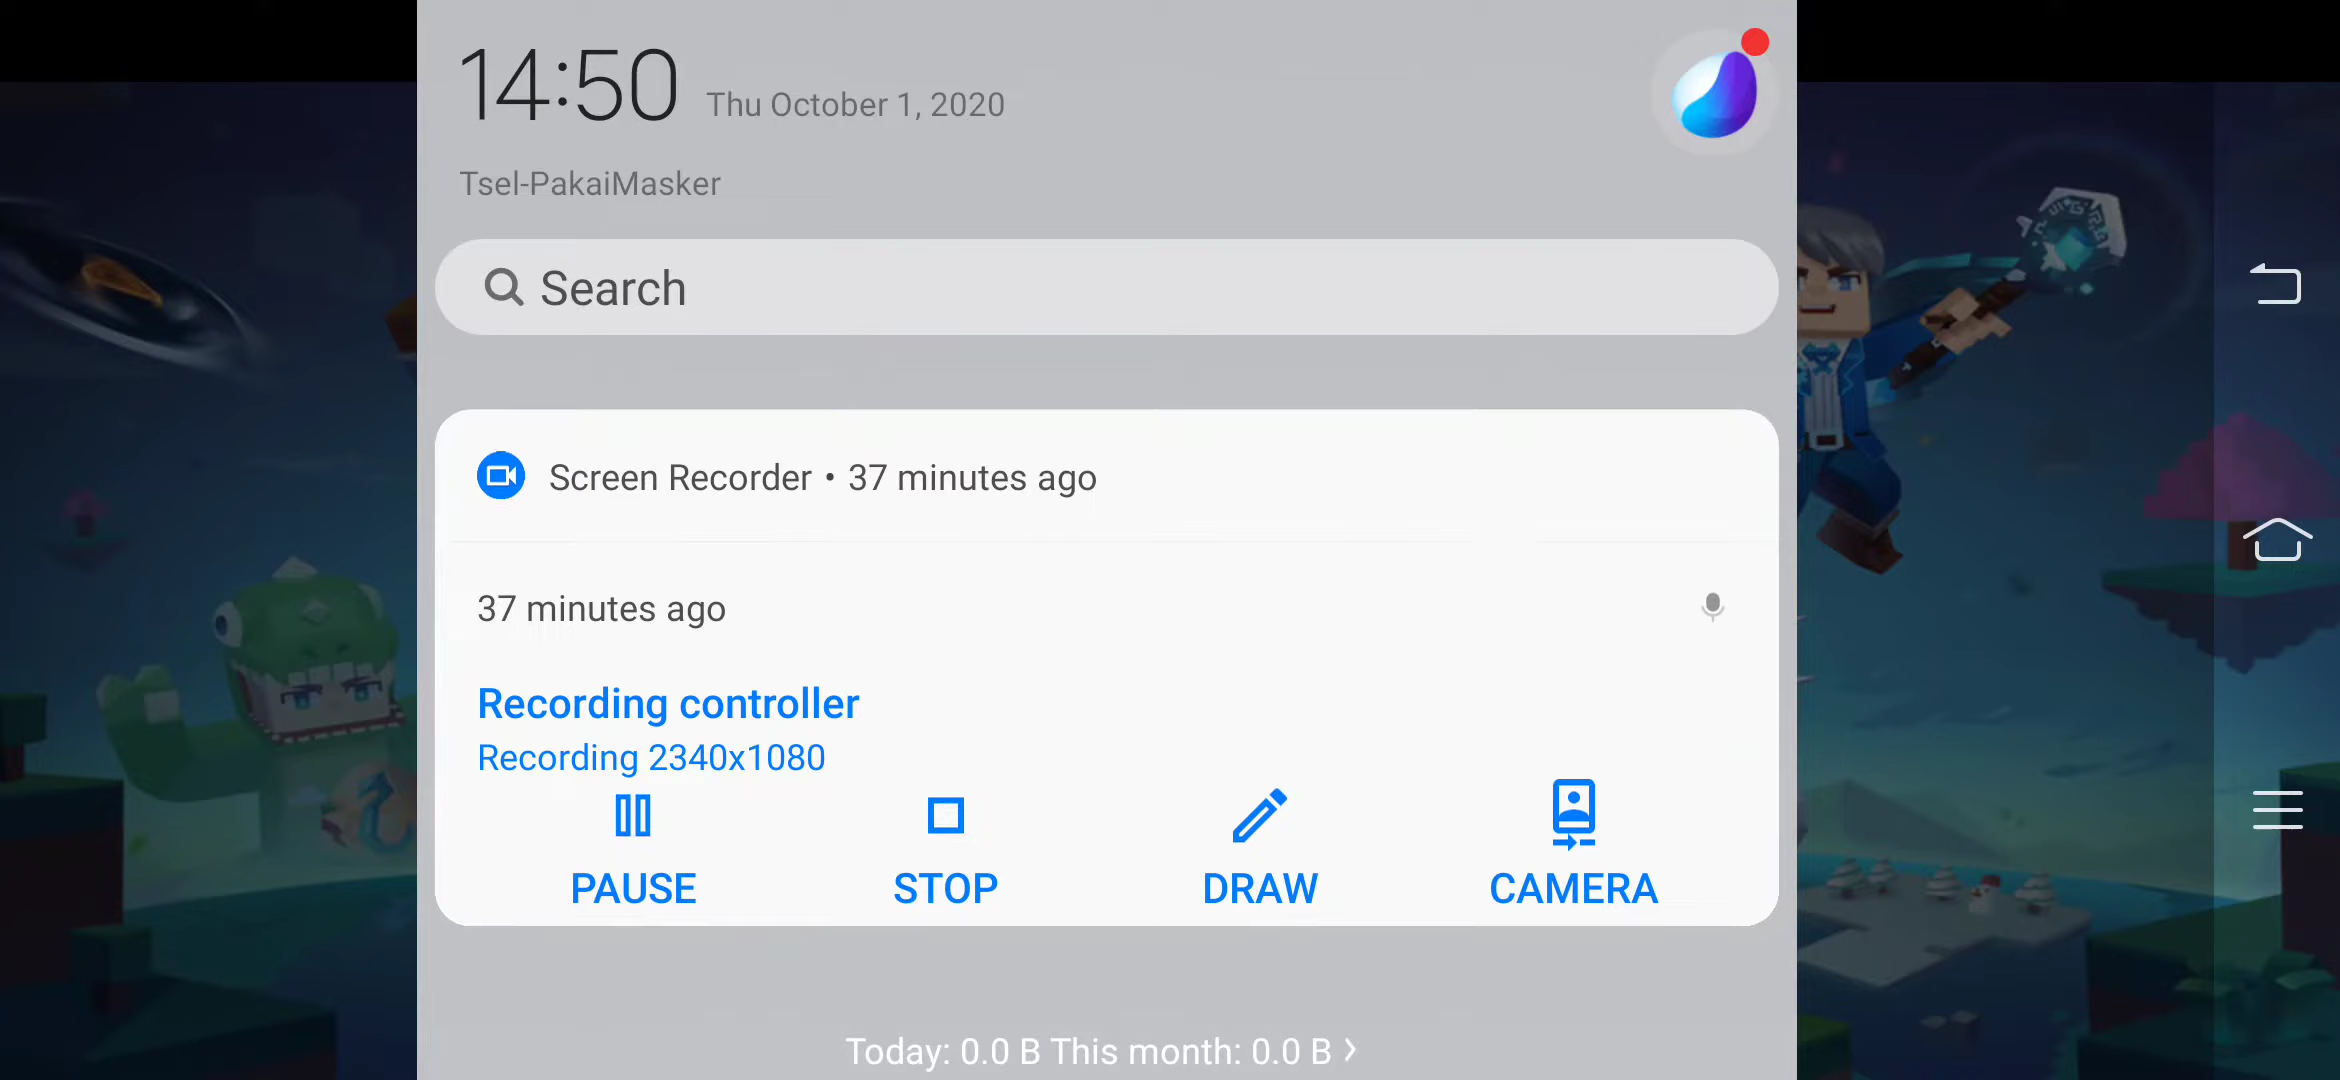 14:50 Thu October 1, 2020
Tsel-PakaiMasker
Search
Screen Recorder • 37 minutes ago
37 minutes ago
Recording controller
Recording 2340x1080
PAUSE STOP DRAW CAMERA
Today: 0.0 B This month: 0.0 B